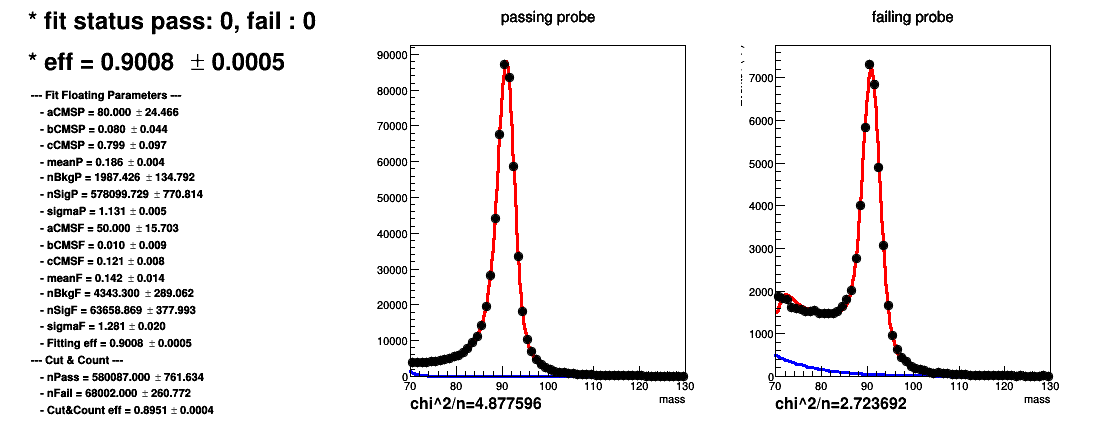 * fit status pass: 0, fail : 0
* eff = 0.9008 ± 0.0005
--- Fit Floating Parameters ---
- aCMSP = 80.000 ± 24.466
- bCMSP = 0.080 ± 0.044
- cCMSP = 0.799 ± 0.097
- meanP = 0.186 ± 0.004
- nBkgP = 1987.426 ± 134.792
- nSigP = 578099.729 ± 770.814
- sigmaP = 1.131 ± 0.005
- aCMSF = 50.000 ± 15.703
- bCMSF = 0.010 ± 0.009
- cCMSF = 0.121 ± 0.008
- meanF = 0.142 ± 0.014
- nBkgF = 4343.300 ± 289.062
- nSigF = 63658.869 ± 377.993
- sigmaF = 1.281 ± 0.020
- Fitting eff = 0.9008 ± 0.0005
--- Cut & Count ---
- nPass = 580087.000 ± 761.634
- nFail = 68002.000 ± 260.772
- Cut&Count eff = 0.8951 ± 0.0004
passing probe
90000
80000
70000
60000
50000
40000
30000
20000
10000
0
70 80 90 100 110 120 130
mass
chi^2/n=4.877596
failing probe
7000
6000
5000
4000
3000
2000
1000
0
70 80 90 100 110 120 130
mass
chi^2/n=2.723692